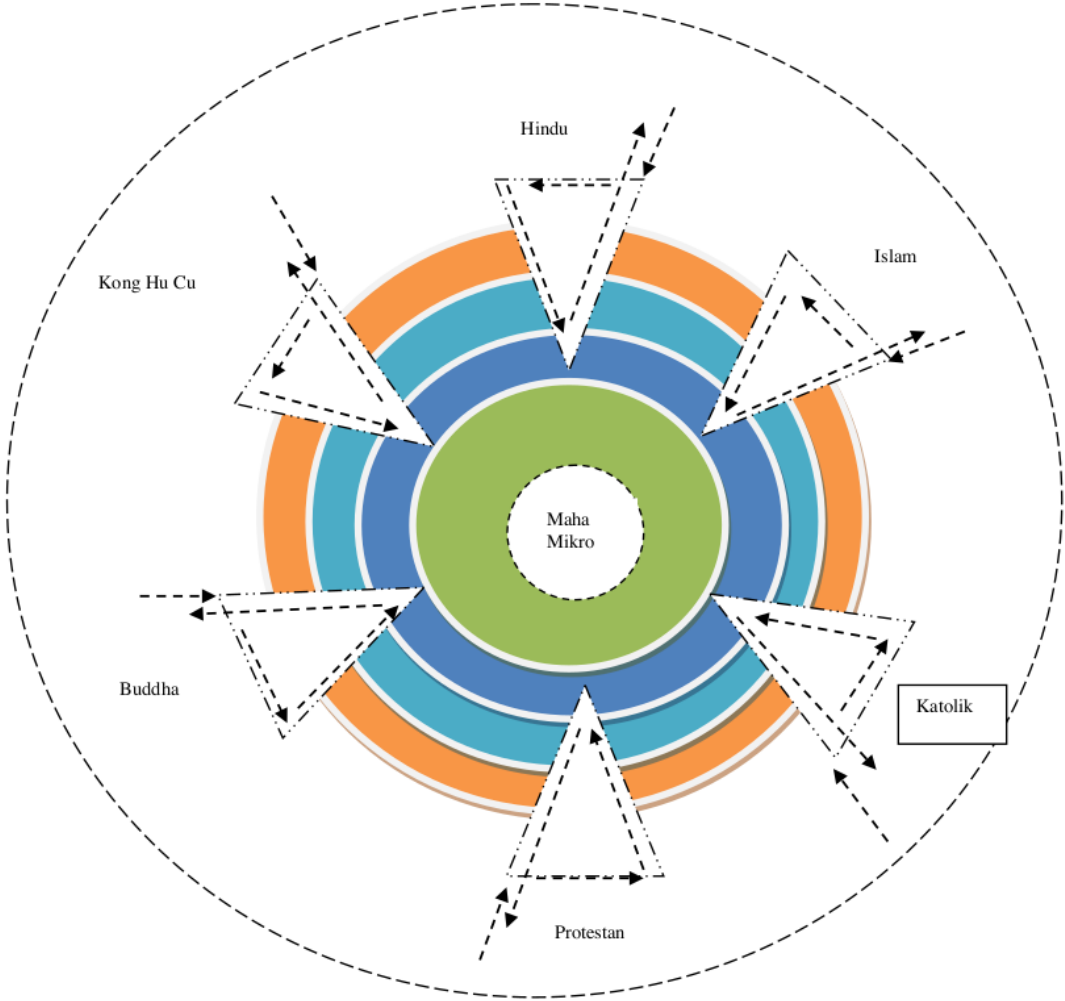 Hindu
Islam
Kong Hu Cu
Maha
Mikro
Buddha
Katolik
Protestan